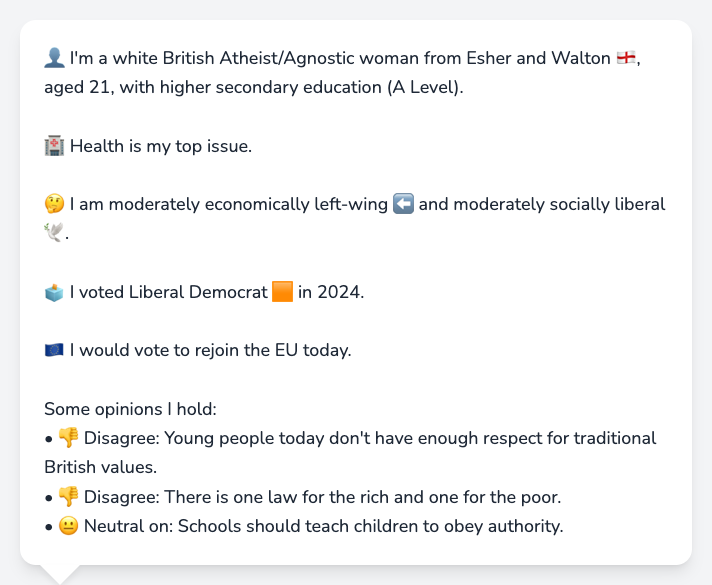 👤 I'm a white British Atheist/Agnostic woman from Esher and Walton 🏴󠁧󠁢󠁥󠁮󠁧󠁿,
aged 21, with higher secondary education (A Level).
🏥 Health is my top issue.
🤔 I am moderately economically left-wing ⬅️ and moderately socially liberal
🕊️.
🗳️ I voted Liberal Democrat 🟧 in 2024.
🇪🇺 I would vote to rejoin the EU today.
Some opinions I hold:
• 👎 Disagree: Young people today don't have enough respect for traditional
British values.
• 👎 Disagree: There is one law for the rich and one for the poor.
• 😐 Neutral on: Schools should teach children to obey authority.